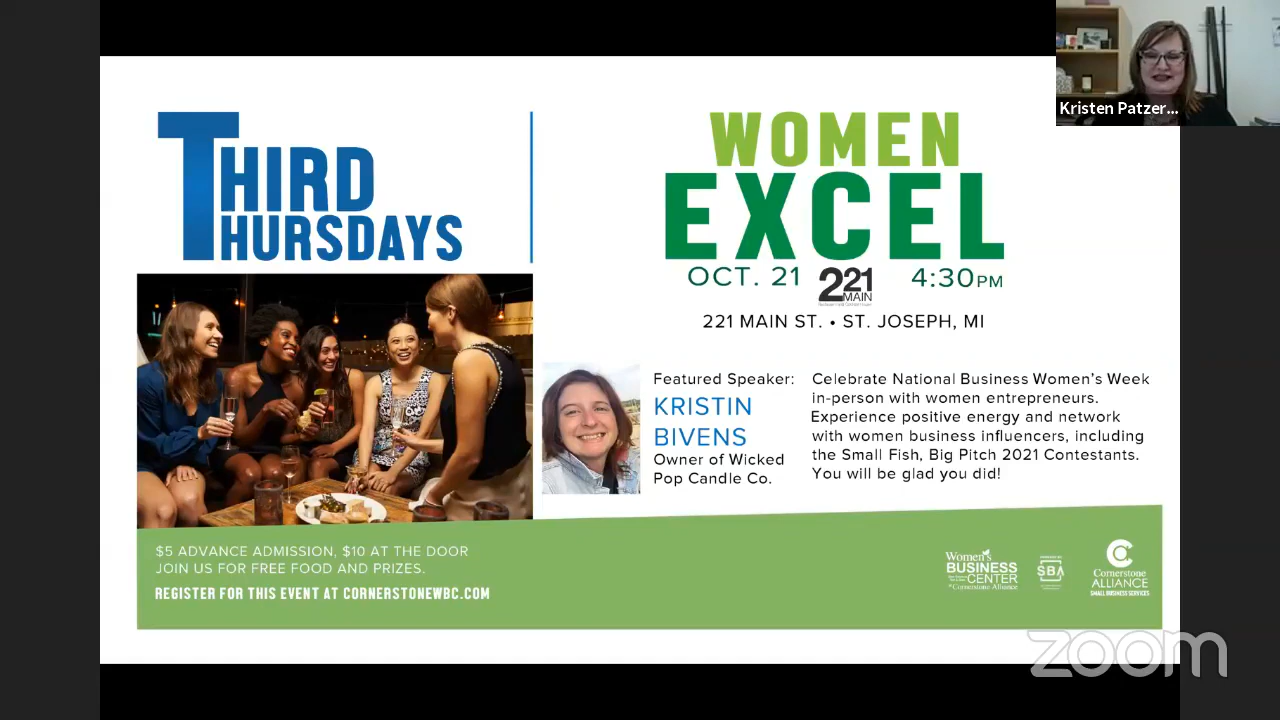 Kristen Patzer...
THIRD
THURSDAYS
WOMEN
EXCEL
OCT. 21
221
MAIN
4:30PM
221 MAIN ST. • ST. JOSEPH, MI
Featured Speaker:
KRISTIN
BIVENS
Owner of Wicked
Pop Candle Co.
Celebrate National Business Women's Week
in-person with women entrepreneurs.
Experience positive energy and network
with women business influencers, including
the Small Fish, Big Pitch 2021 Contestants.
You will be glad you did!
$5 ADVANCE ADMISSION, $10 AT THE DOOR
JOIN US FOR FREE FOOD AND PRIZES.
REGISTER FOR THIS EVENT AT CORNERSTONEWBC.COM
Women's
BUSINESS
CENTER
at Cornerstone Alliance
SBA
Cornerstone
ALLIANCE
SMALL BUSINESS SERVICES
zoom